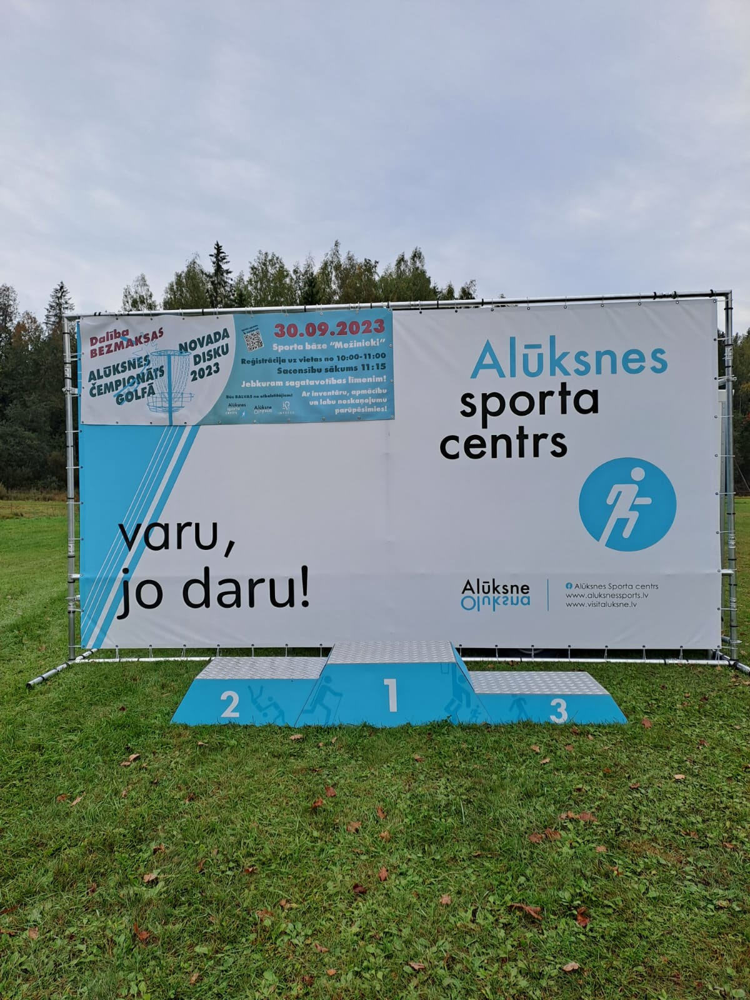 Dalība
BEZMAKSAS
ALŪKSNES NOVADA
ČEMPIONĀTS DISKU
GOLFĀ 2023
30.09.2023
Sporta bāze "Mežinieki"
Reģistrācija uz vietas no 10:00-11:00
Sacensību sākums 11:15
Jebkuram sagatavotības līmenim!
Būs BALVAS no atbalstītājiem!
Ar inventāru, apmācību
un labu noskaņojumu
parūpēsimies!
Alūksnes
sporta
centrs
Alūksne
Alūksne
Alūksnes
sporta
centrs
varu,
jo daru!
Alūksne
Alūksne
Alūksnes Sporta centrs
www.aluksnessports.lv
www.visitaluksne.lv
2
1
3